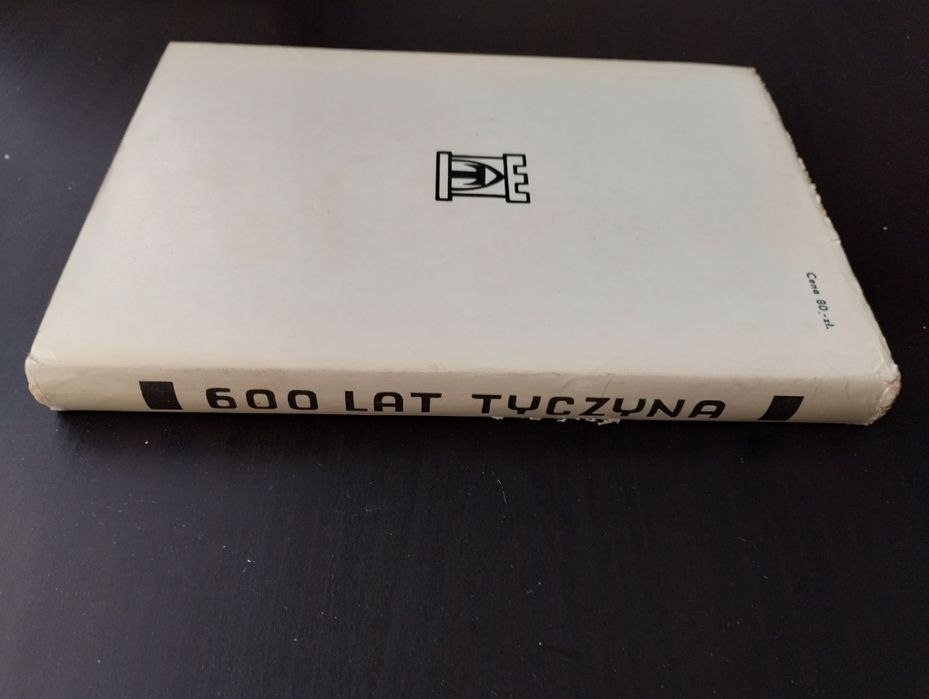 Cena 80,-zł.
600 LAT TYCZYNA